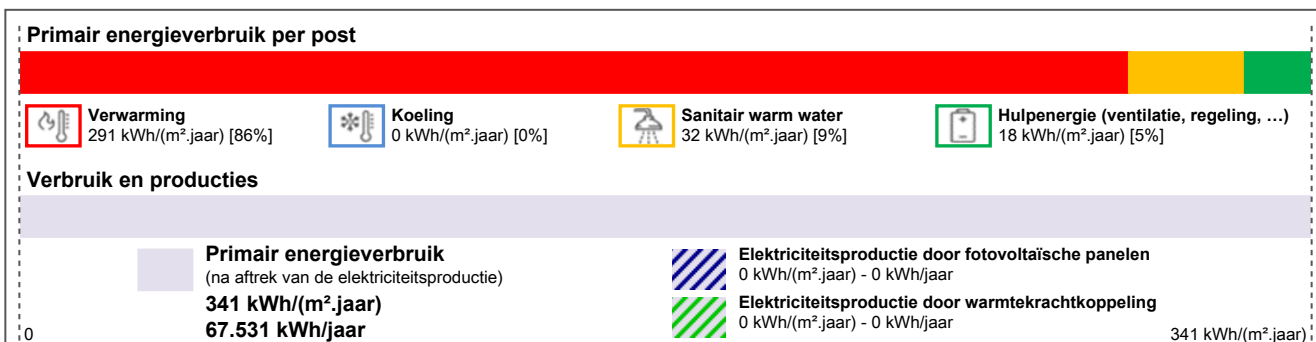 Primair energieverbruik per post
Verwarming
291 kWh/(m².jaar) [86%]
Koeling
0 kWh/(m².jaar) [0%]
Sanitair warm water
32 kWh/(m².jaar) [9%]
Hulpenergie (ventilatie, regeling, …)
18 kWh/(m².jaar) [5%]
Verbruik en producties
Primair energieverbruik
(na aftrek van de elektriciteitsproductie)
341 kWh/(m².jaar)
67.531 kWh/jaar
Elektriciteitsproductie door fotovoltaïsche panelen
0 kWh/(m².jaar) - 0 kWh/jaar
Elektriciteitsproductie door warmtekrachtkoppeling
0 kWh/(m².jaar) - 0 kWh/jaar
0
341 kWh/(m².jaar)